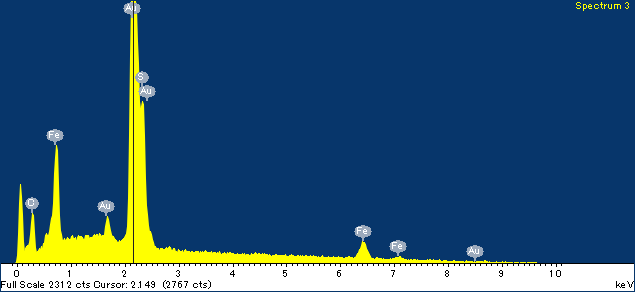 Spectrum 3
Au
S
Au
Fe
O
Au
Fe
Fe
Au
0 1 2 3 4 5 6 7 8 9 10
Full Scale 2312 cts Cursor: 2.149 (2767 cts) keV